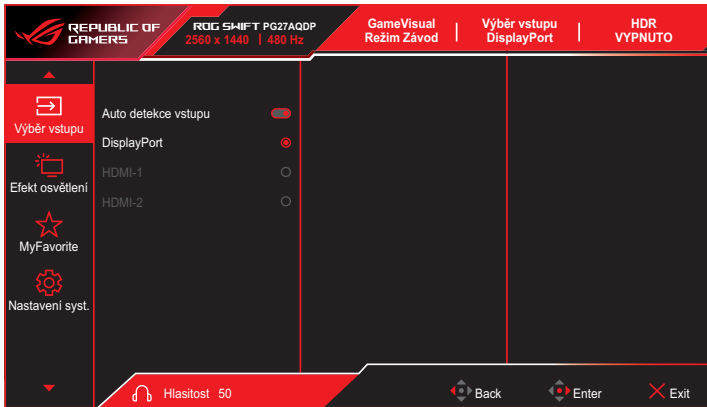 REPUBLIC OF
GAMERS
ROG SWIFT PG27AQDP
2560 x 1440 | 480 Hz
GameVisual
Režim Závod
Výběr vstupu
DisplayPort
HDR
VYPNUTO
Výběr vstupu
Efekt osvětlení
MyFavorite
Nastavení syst.
Auto detekce vstupu
DisplayPort
HDMI-1
HDMI-2
Hlasitost 50
Back
Enter
Exit